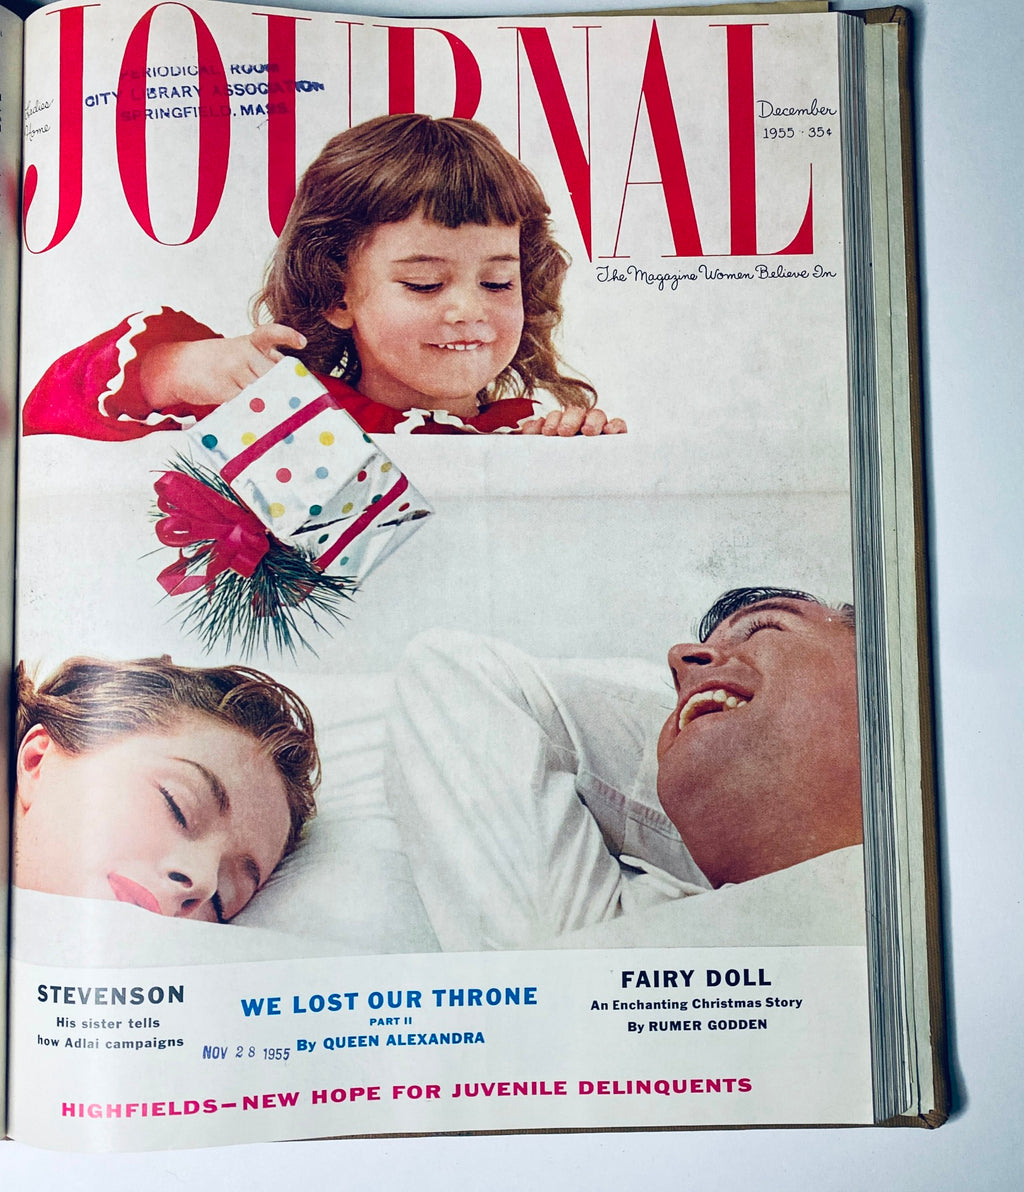 JOURNAL
Ladies
Home
PERIODICAL ROOM
CITY LIBRARY ASSOCIATION
SPRINGFIELD, MASS.
December
1955 · 35¢
The Magazine Women Believe In
STEVENSON
His sister tells
how Adlai campaigns
WE LOST OUR THRONE
PART II
By QUEEN ALEXANDRA
NOV 28 1955
FAIRY DOLL
An Enchanting Christmas Story
By RUMER GODDEN
HIGHFIELDS—NEW HOPE FOR JUVENILE DELINQUENTS